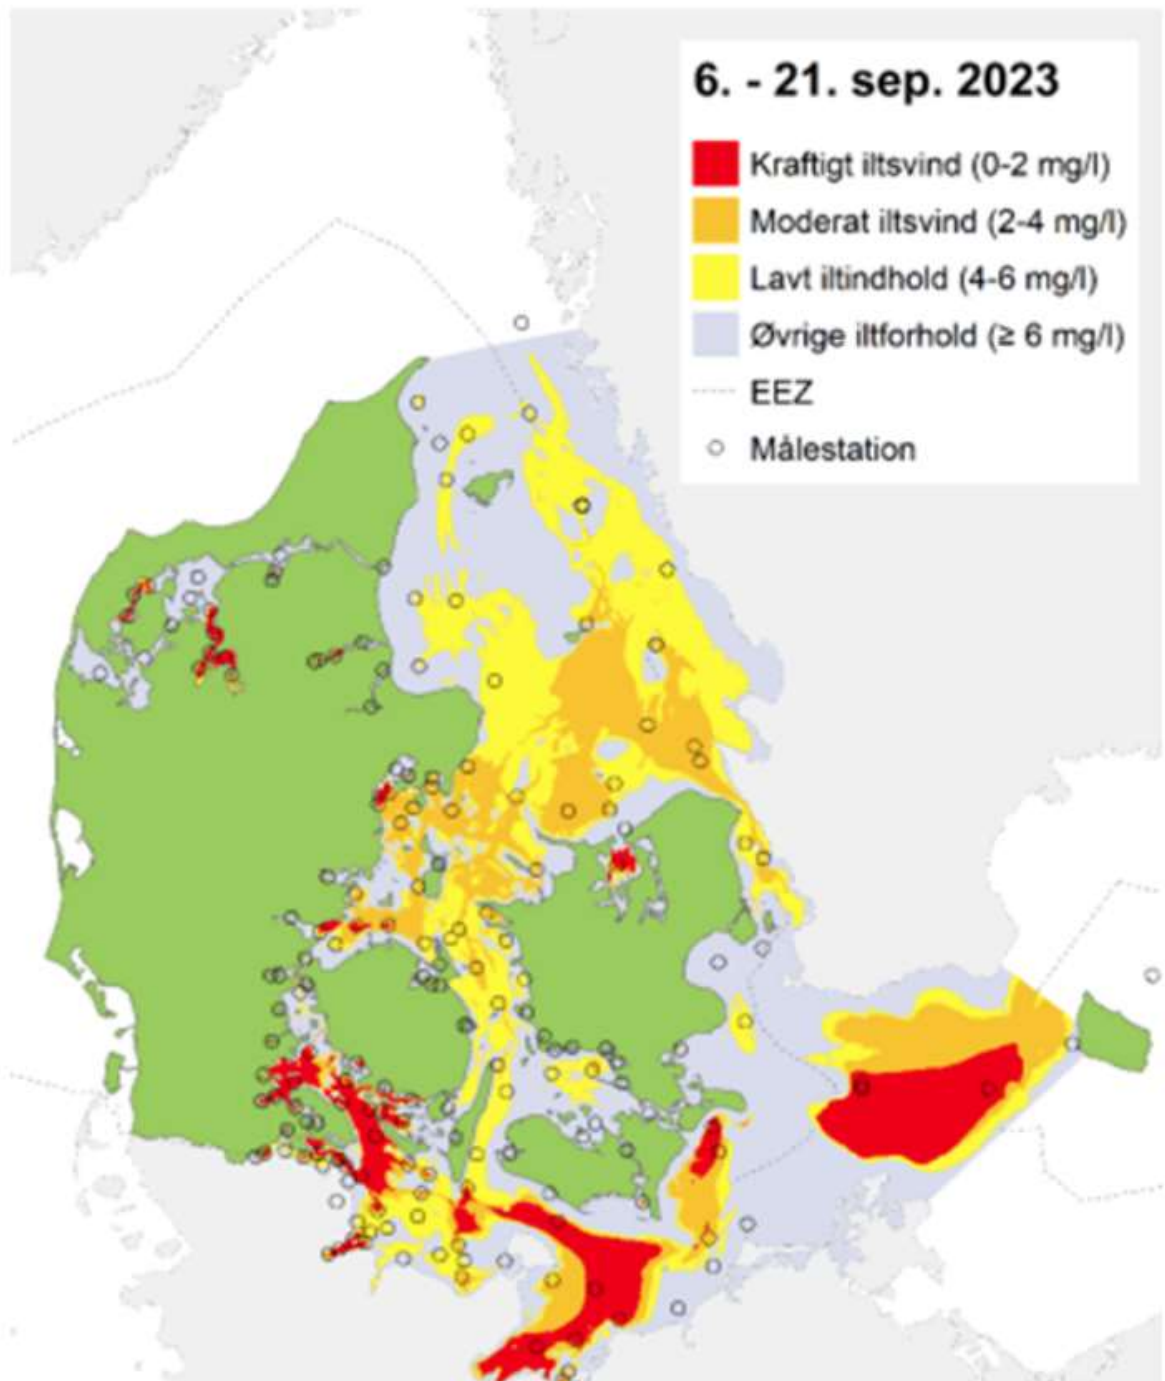 6. - 21. sep. 2023
Kraftigt iltsvind (0-2 mg/l)
Moderat iltsvind (2-4 mg/l)
Lavt iltindhold (4-6 mg/l)
Øvrige iltforhold (≥ 6 mg/l)
EEZ
Målestation